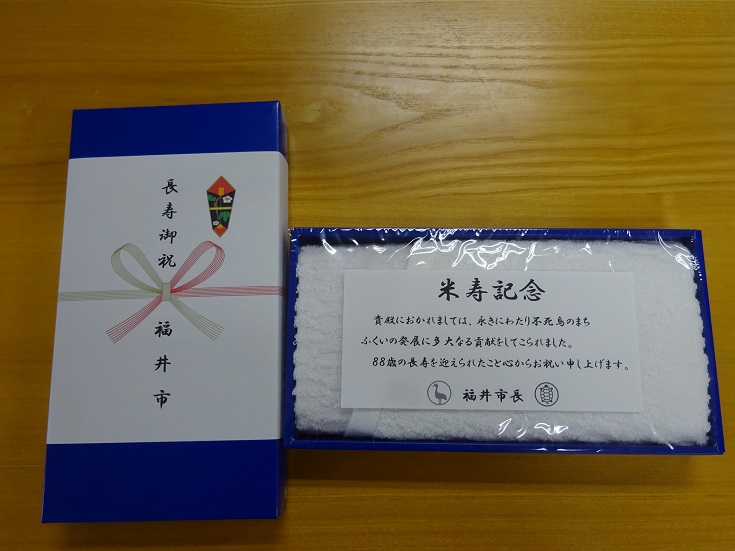 長寿御祝
福井市
米寿記念
貴殿におかれましては、永きにわたり不死鳥のまち
ふくいの発展に多大なる貢献をしてこられました。
88歳の長寿を迎えられたこと心からお祝い申し上げます。
福井市長